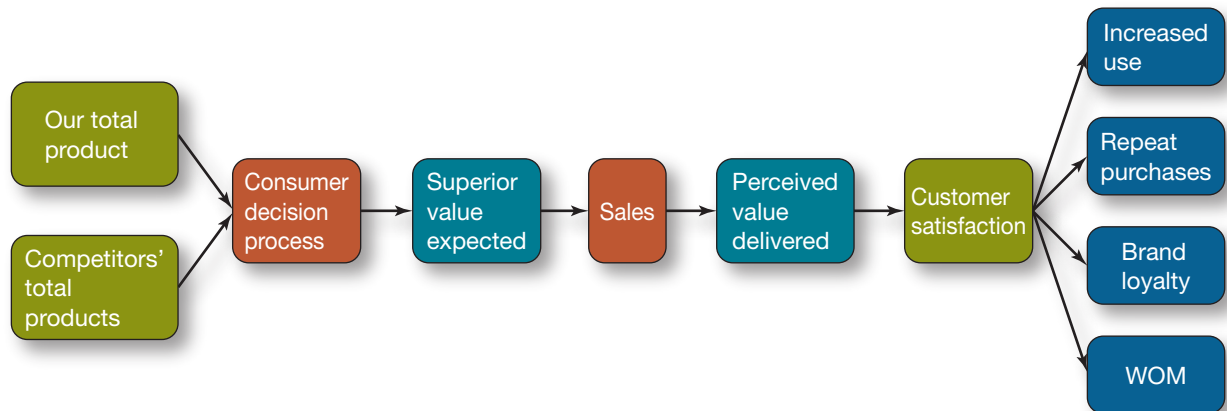 Our total
product
Competitors’
total
products
Consumer
decision
process
Superior
value
expected
Sales
Perceived
value
delivered
Customer
satisfaction
Increased
use
Repeat
purchases
Brand
loyalty
WOM